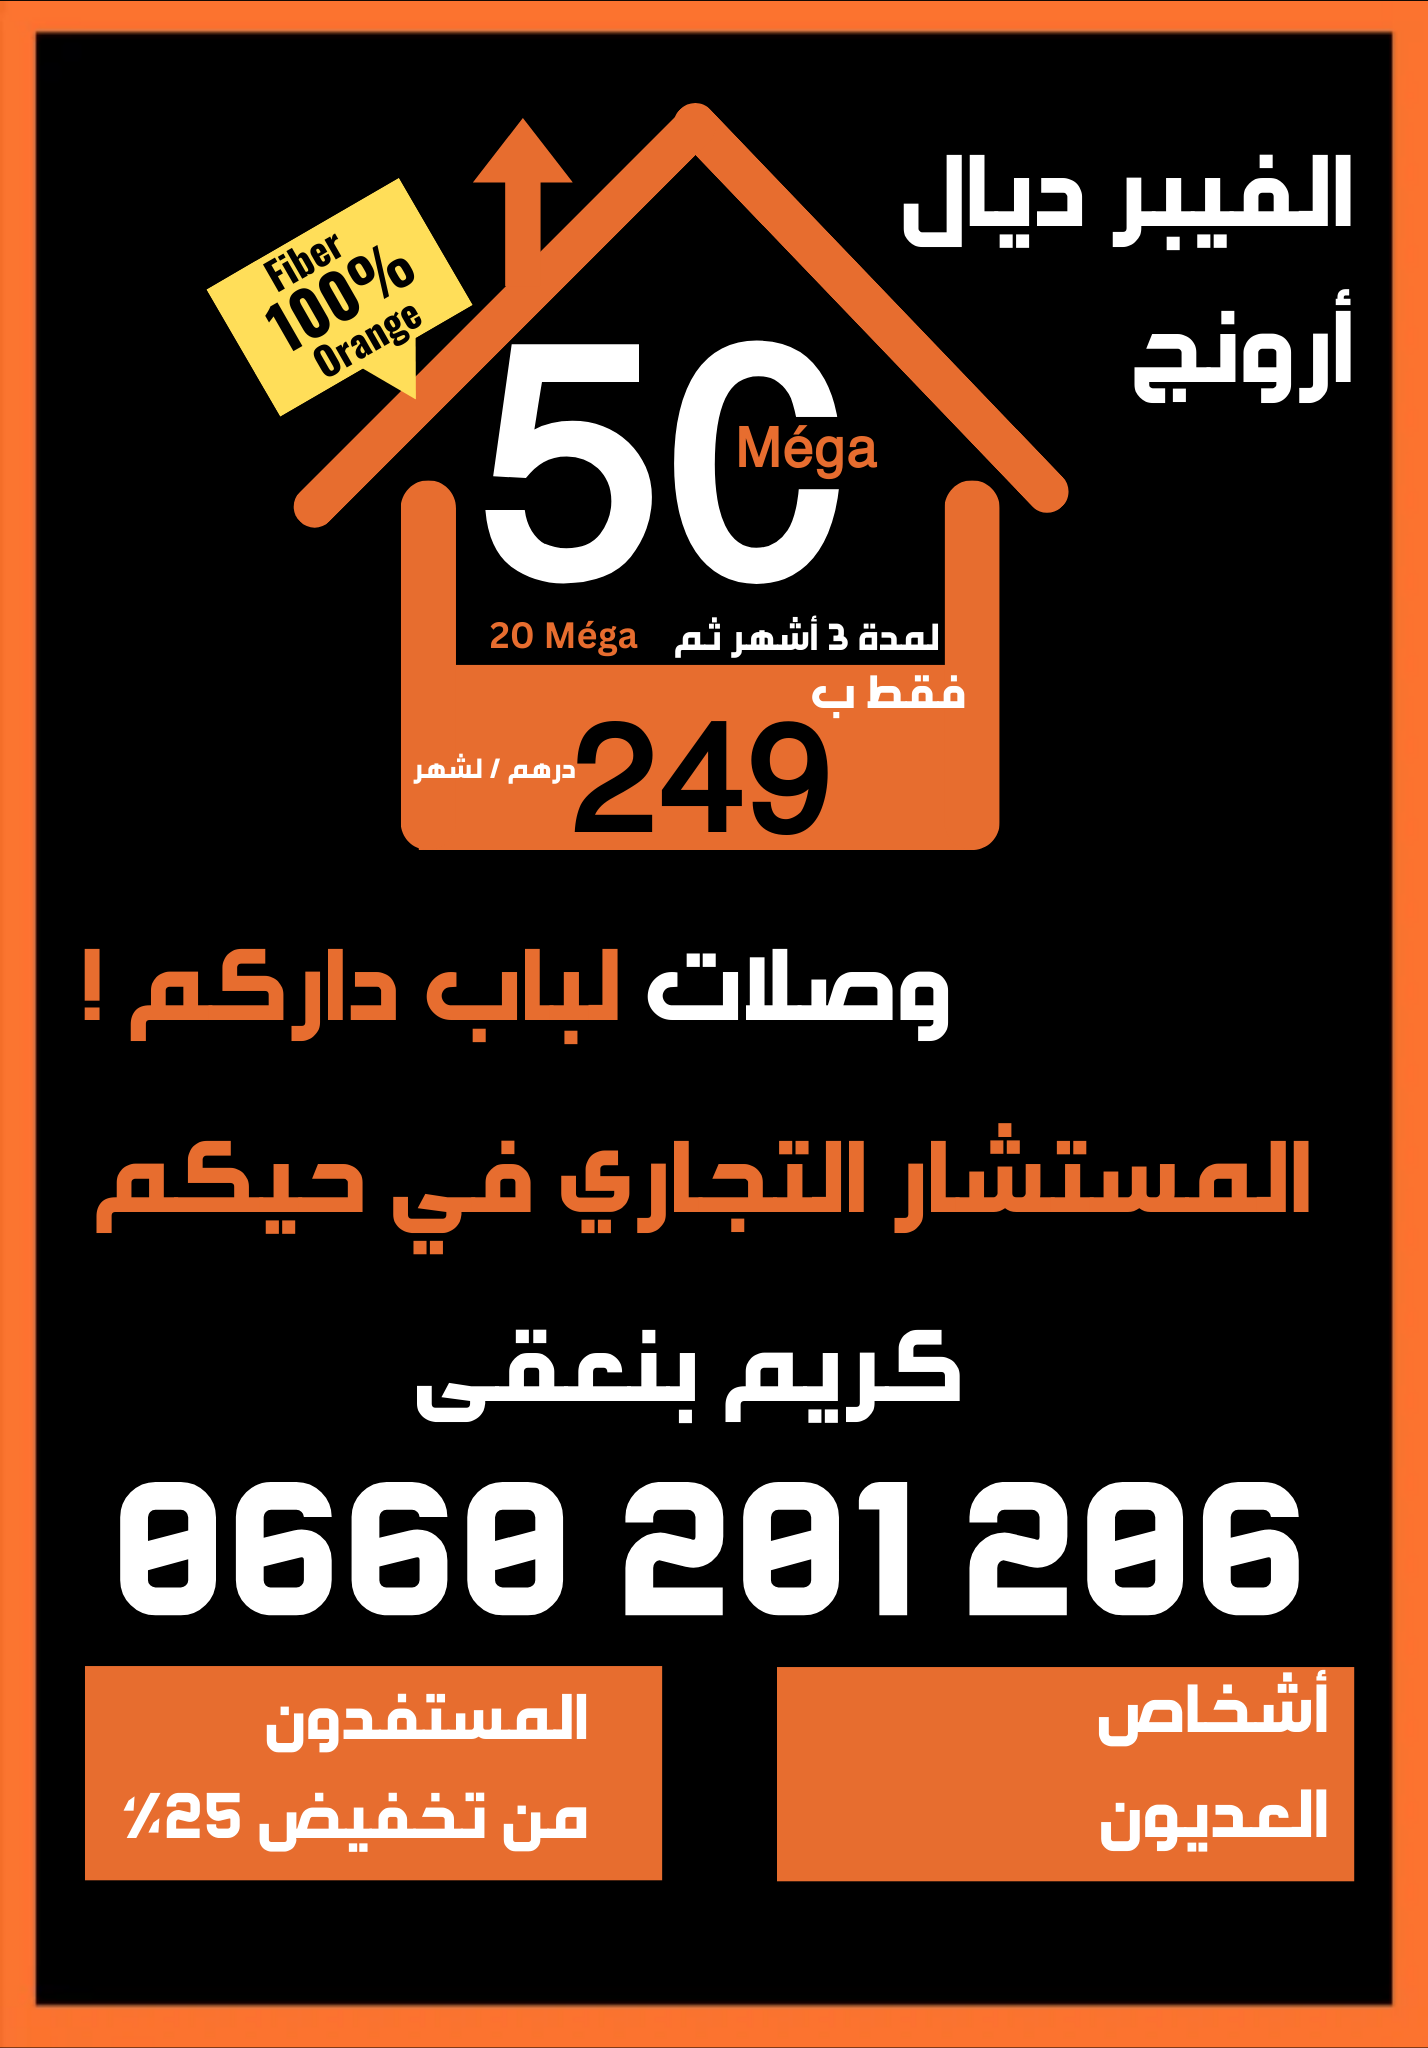 الفيبر ديال
أرونج
Fiber
100%
Orange
50
Méga
لمدة 3 أشهر ثم 20 Méga
فقط ب
249 درهم / لشهر
وصلات لباب داركم !
المستشار التجاري في حيكم
كريم بنعقى
0660 201 206
أشخاص
العديون
المستفدون
من تخفيض 25٪